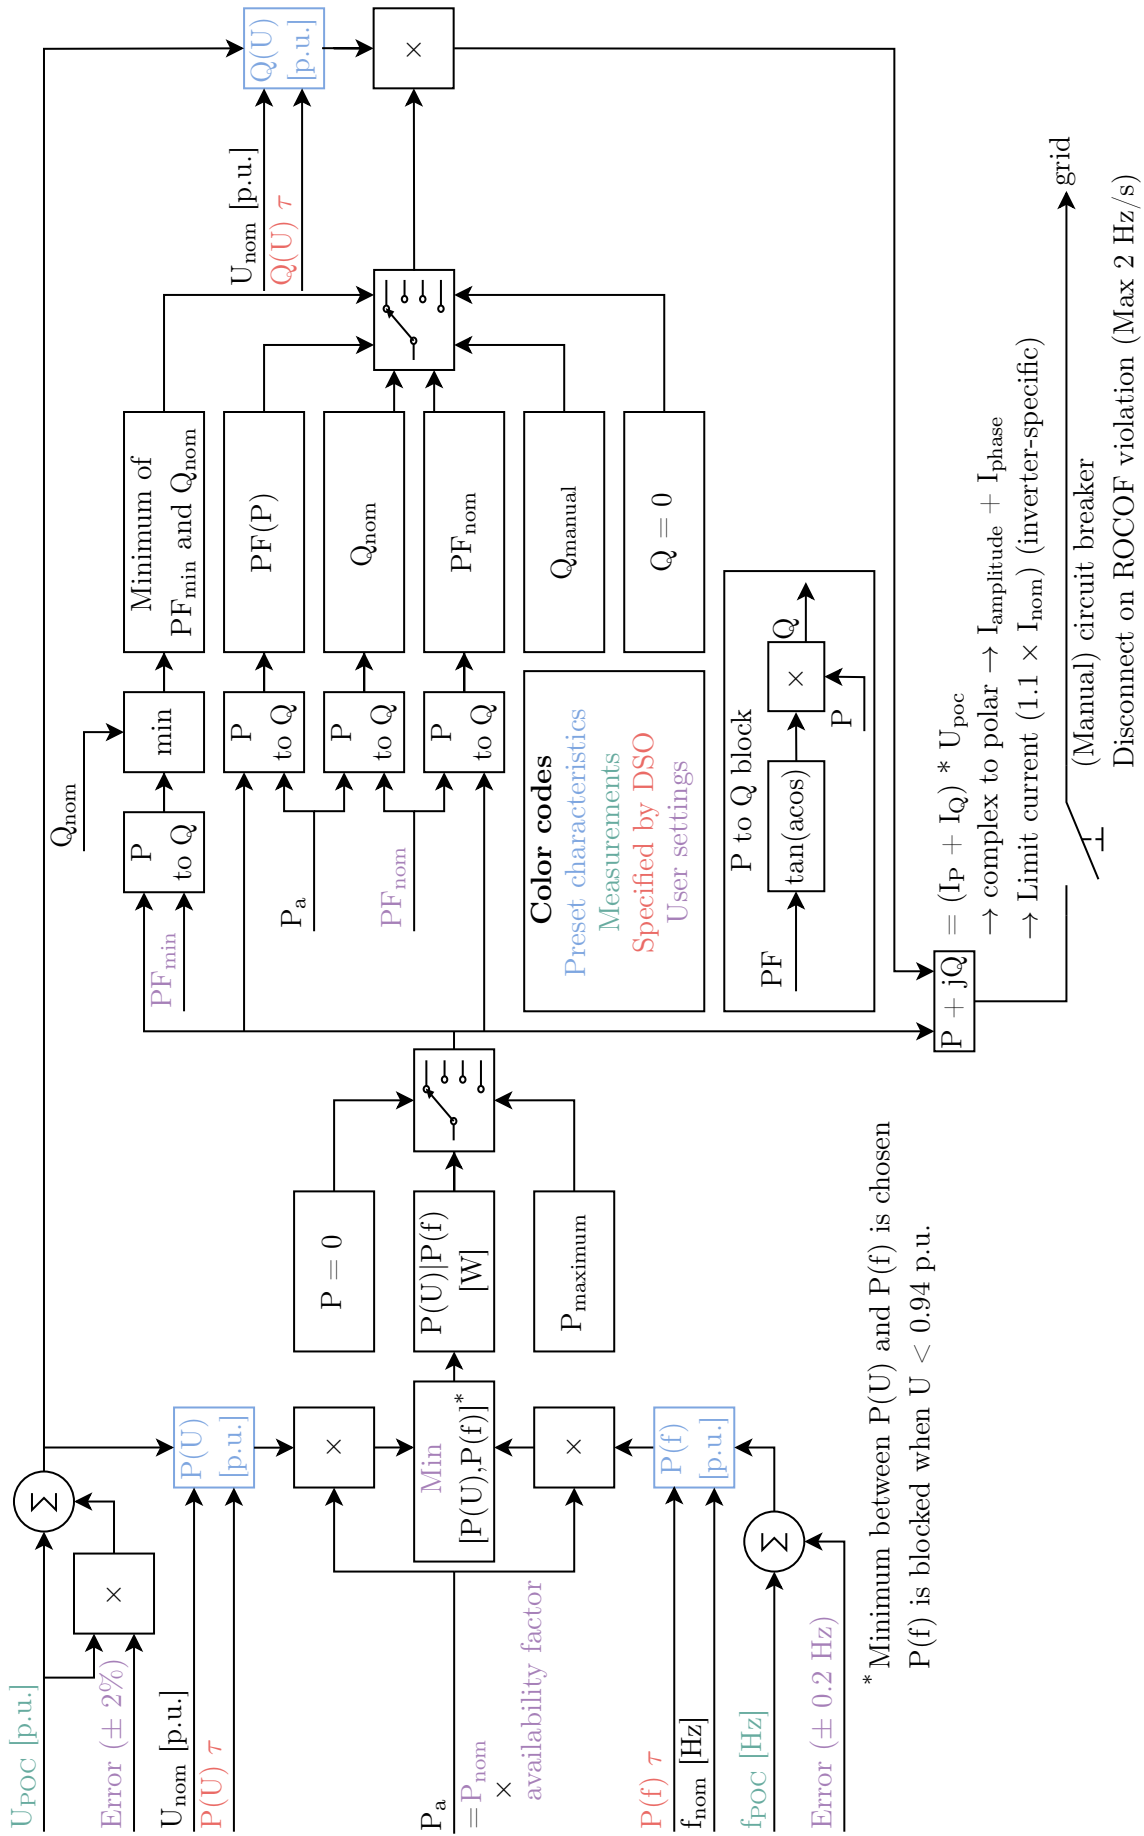 U_POC [p.u.]
Error (± 2%)
×
Σ
U_nom [p.u.]
P(U) τ
P(U)
[p.u.]
×
P_a
= P_nom
×
availability factor
Min
[P(U),P(f)]*
×
P(f)
[p.u.]
P(f) τ
f_nom [Hz]
f_POC [Hz]
Error (± 0.2 Hz)
Σ
P = 0
P(U)|P(f)
[W]
P_maximum
* Minimum between P(U) and P(f) is chosen
P(f) is blocked when U < 0.94 p.u.
PF_min
Q_nom
P
to Q
min
Minimum of
PF_min and Q_nom
P
to Q
PF(P)
P_a
P
to Q
Q_nom
PF_nom
P
to Q
PF_nom
Q_manual
Q = 0
U_nom [p.u.]
Q(U) τ
Q(U)
[p.u.]
×
Color codes
Preset characteristics
Measurements
Specified by DSO
User settings
P to Q block
PF
tan(acos)
×
P
Q
P + jQ
= (I_P + I_Q) * U_poc
→ complex to polar → I_amplitude + I_phase
→ Limit current (1.1 × I_nom) (inverter-specific)
grid
(Manual) circuit breaker
Disconnect on ROCOF violation (Max 2 Hz/s)